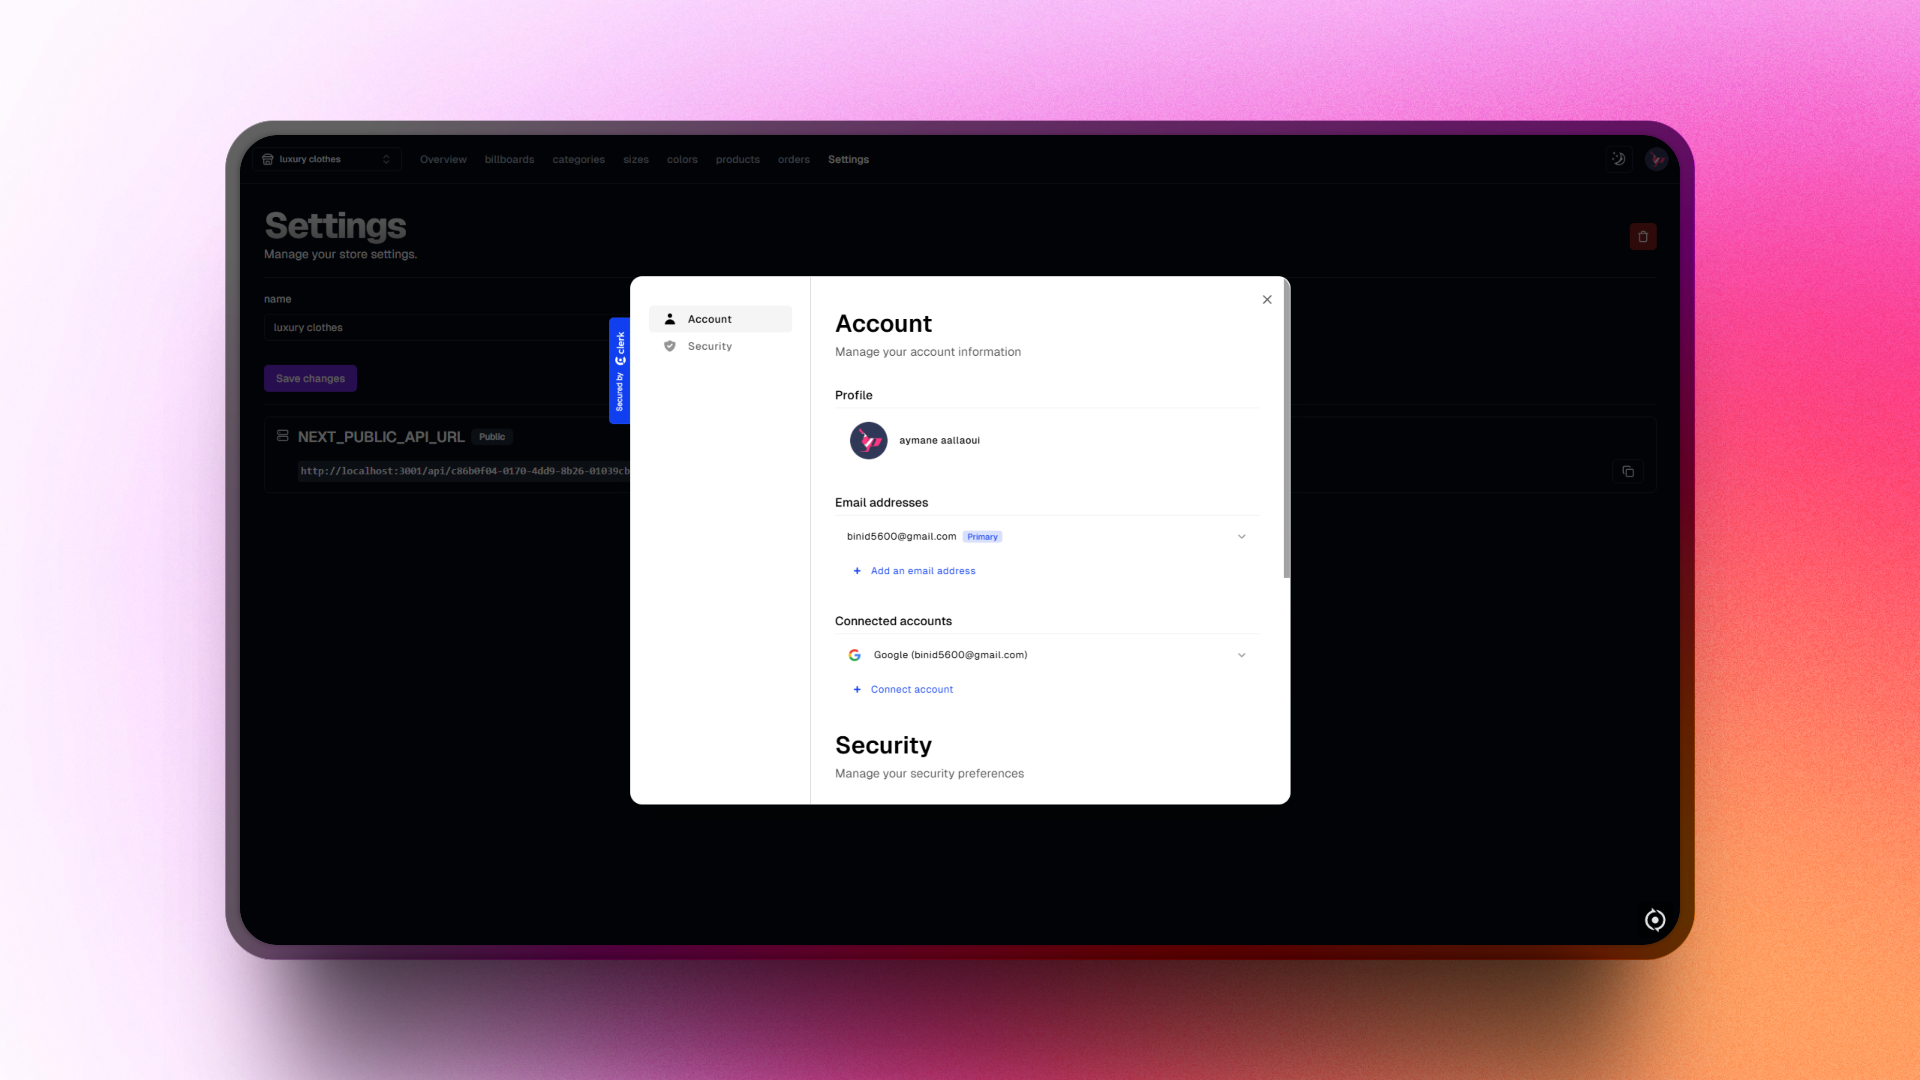 luxury clothes
Overview billboards categories sizes colors products orders Settings
Settings
Manage your store settings.
name
luxury clothes
Save changes
NEXT_PUBLIC_API_URL Public
http://localhost:3001/api/c86b0f04-0170-4dd9-8b26-01039cb
Secured by clerk
Account
Security
Account
Manage your account information
Profile
aymane aallaoui
Email addresses
binid5600@gmail.com Primary
+ Add an email address
Connected accounts
Google (binid5600@gmail.com)
+ Connect account
Security
Manage your security preferences